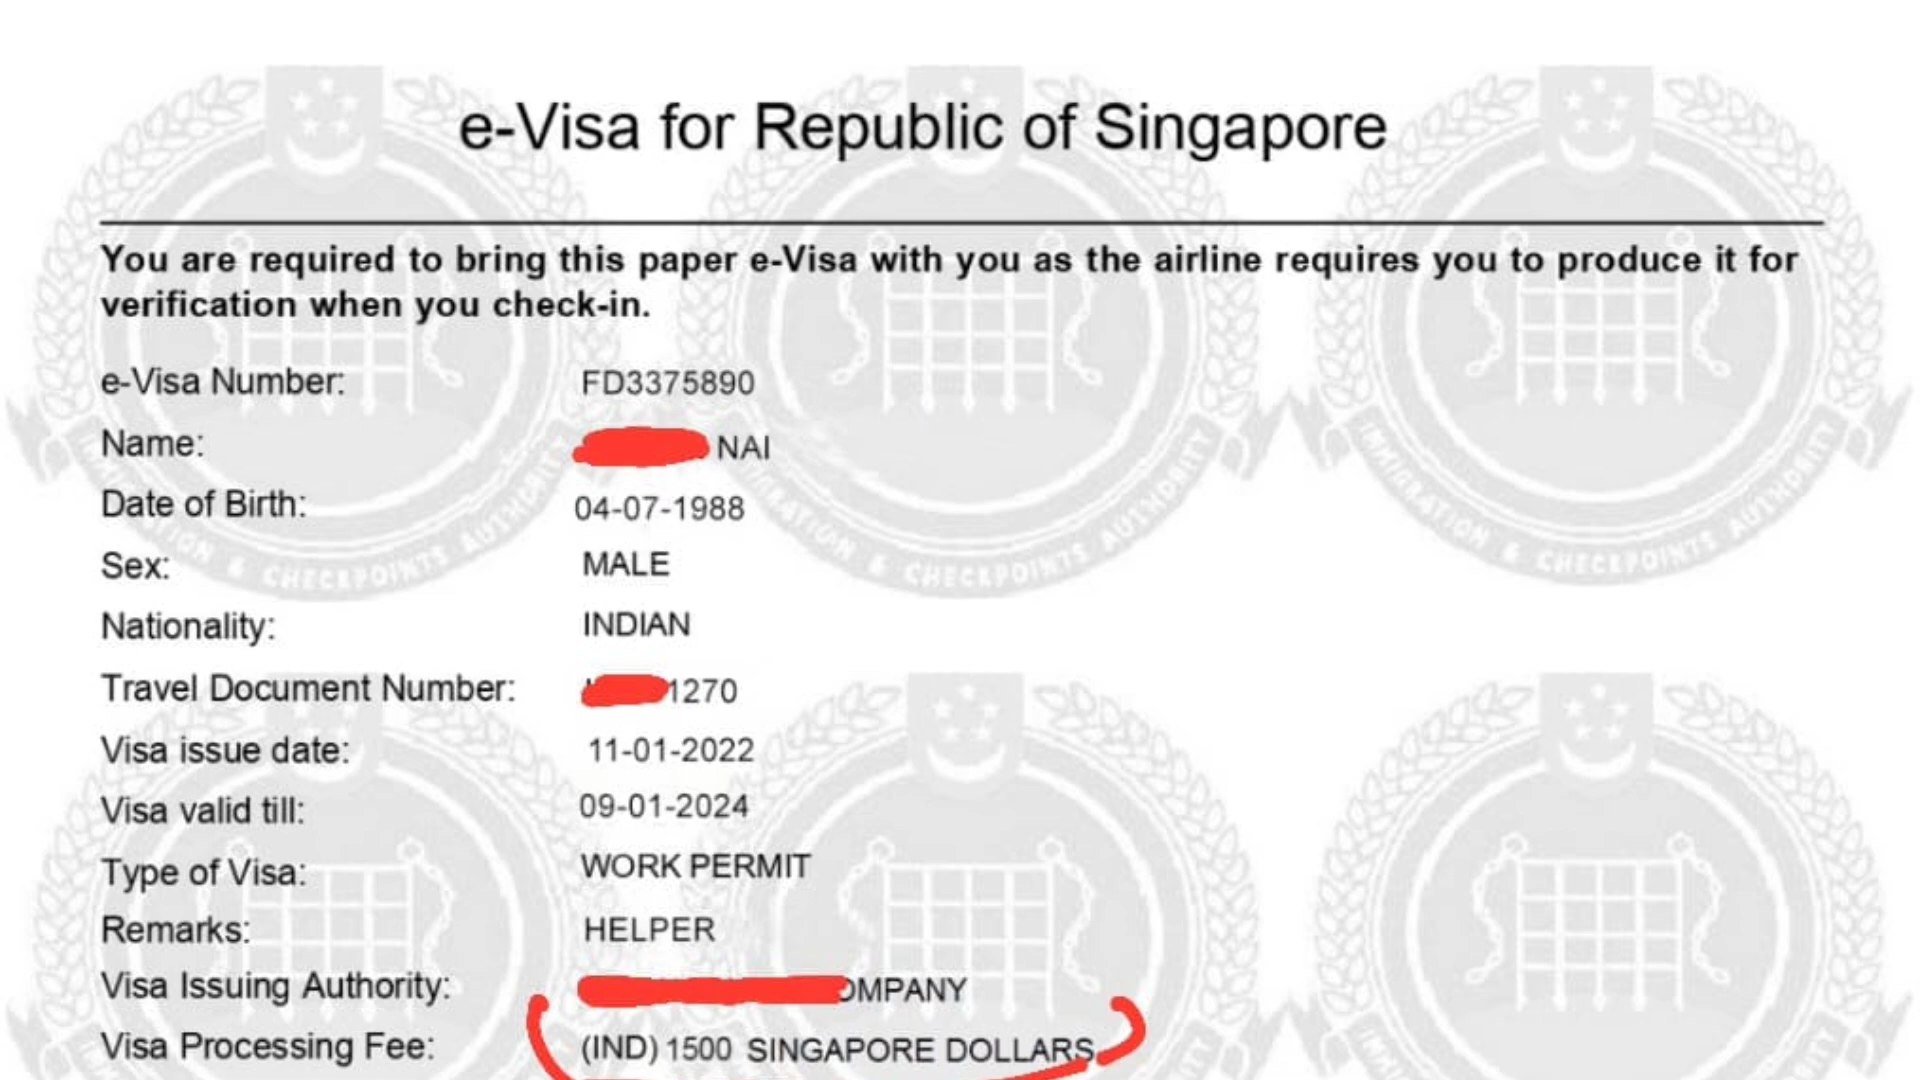 e-Visa for Republic of Singapore
You are required to bring this paper e-Visa with you as the airline requires you to produce it for
verification when you check-in.
e-Visa Number: FD3375890
Name: NAI
Date of Birth: 04-07-1988
Sex: MALE
Nationality: INDIAN
Travel Document Number: 1270
Visa issue date: 11-01-2022
Visa valid till: 09-01-2024
Type of Visa: WORK PERMIT
Remarks: HELPER
Visa Issuing Authority: OMPANY
Visa Processing Fee: (IND) 1500 SINGAPORE DOLLARS
IMMIGRATION & CHECKPOINTS AUTHORITY